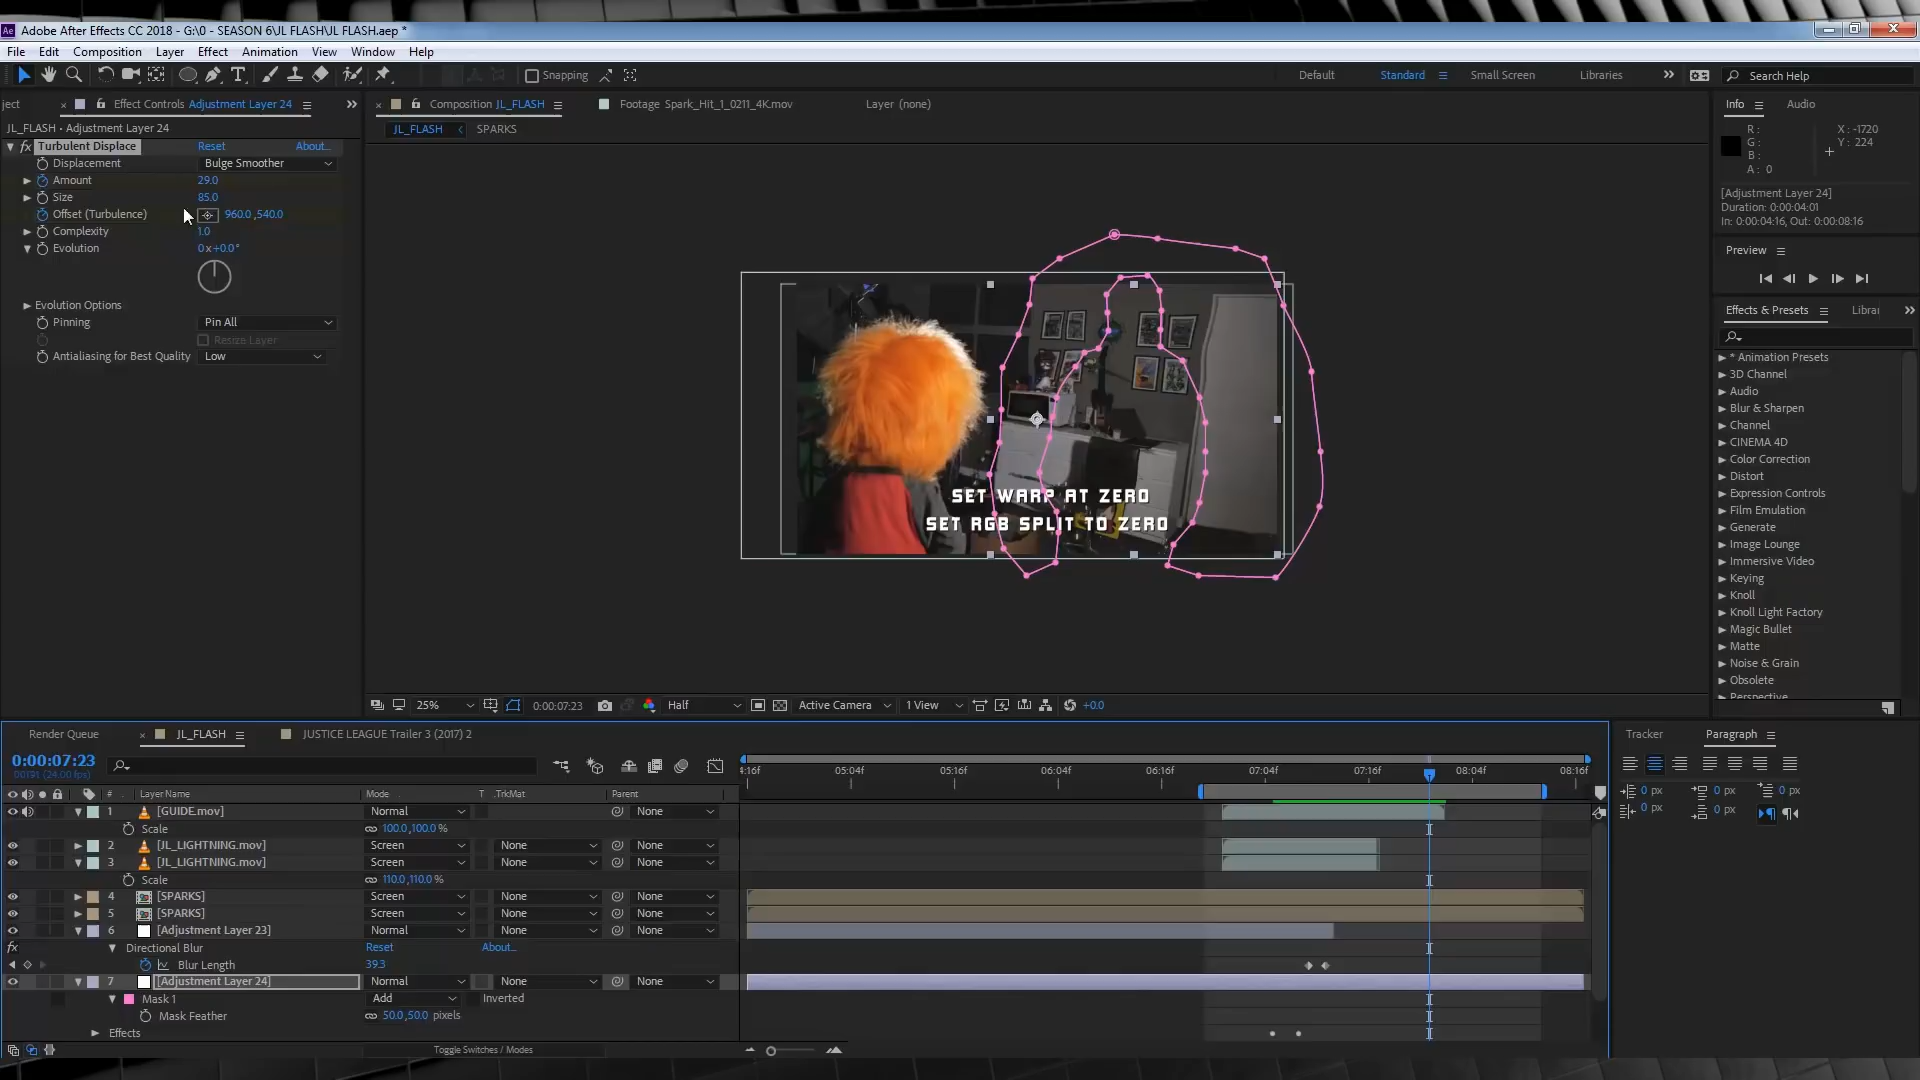 Adobe After Effects CC 2018 - G:\0 - SEASON 6\JL FLASH\JL FLASH.aep *
File Edit Composition Layer Effect Animation View Window Help
Snapping Default Standard Small Screen Libraries Search Help
ject Effect Controls Adjustment Layer 24 Composition JL_FLASH Footage Spark_Hit_1_0211_4K.mov Layer (none) Info Audio
JL_FLASH • Adjustment Layer 24 JL_FLASH SPARKS
fx Turbulent Displace Reset About...
Displacement Bulge Smoother
Amount 29.0
Size 85.0
Offset (Turbulence) 960.0 ,540.0
Complexity 1.0
Evolution 0 x +0.0 °
Evolution Options
Pinning Pin All
Resize Layer
Antialiasing for Best Quality Low
SET WARP AT ZERO
SET RGB SPLIT TO ZERO
25% 0:00:07:23 Half Active Camera 1 View +0.0
R : X : -1720
G : Y : 224
B :
A : 0
[Adjustment Layer 24]
Duration: 0:00:04:01
In: 0:00:04:16, Out: 0:00:08:16
Preview
Effects & Presets Librai
* Animation Presets
3D Channel
Audio
Blur & Sharpen
Channel
CINEMA 4D
Color Correction
Distort
Expression Controls
Film Emulation
Generate
Image Lounge
Immersive Video
Keying
Knoll
Knoll Light Factory
Magic Bullet
Matte
Noise & Grain
Obsolete
Perspective
Render Queue JL_FLASH JUSTICE LEAGUE Trailer 3 (2017) 2
0:00:07:23
00191 (24.00 fps)
4:16f 05:04f 05:16f 06:04f 06:16f 07:04f 07:16f 08:04f 08:16f
# Layer Name Mode T .TrkMat Parent
1 [GUIDE.mov] Normal None
Scale 100.0 ,100.0 %
2 [JL_LIGHTNING.mov] Screen None None
3 [JL_LIGHTNING.mov] Screen None None
Scale 110.0 ,110.0 %
4 [SPARKS] Screen None None
5 [SPARKS] Screen None None
6 [Adjustment Layer 23] Normal None None
fx Directional Blur Reset About...
Blur Length 39.3
7 [Adjustment Layer 24] Normal None None
Mask 1 Add Inverted
Mask Feather 50.0 ,50.0 pixels
Effects
Toggle Switches / Modes
Tracker Paragraph
0 px 0 px 0 px
0 px 0 px